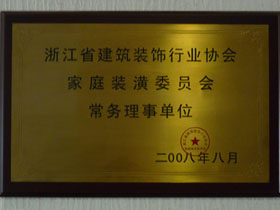 浙江省建筑装饰行业协会
家庭装潢委员会
常务理事单位
二00八年八月